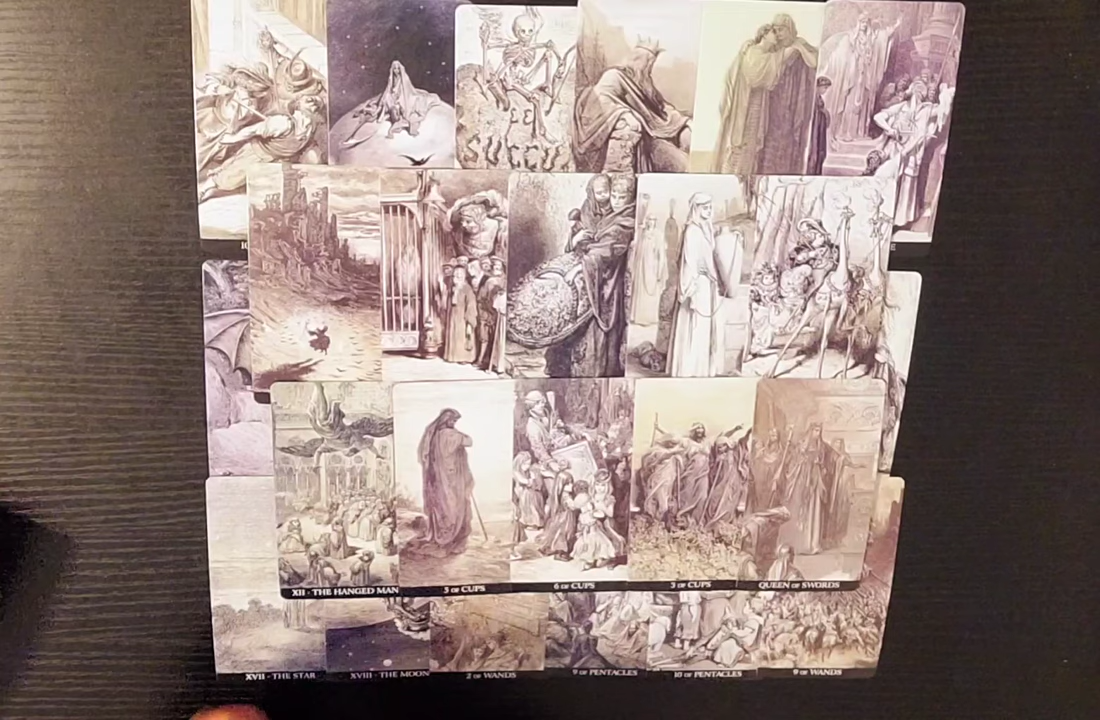 SUCCU
XII - THE HANGED MAN
5 OF CUPS
6 OF CUPS
3 OF CUPS
QUEEN OF SWORDS
XVII - THE STAR
XVIII - THE MOON
2 OF WANDS
9 OF PENTACLES
10 OF PENTACLES
9 OF WANDS